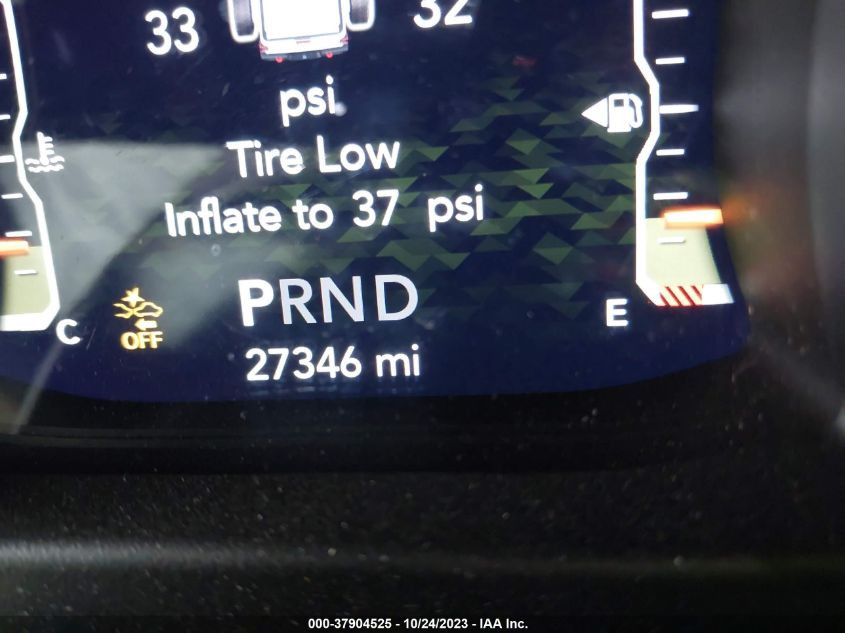 33 32
psi
Tire Low
Inflate to 37 psi
PRND
OFF
C E
27346 mi
000-37904525 - 10/24/2023 - IAA Inc.